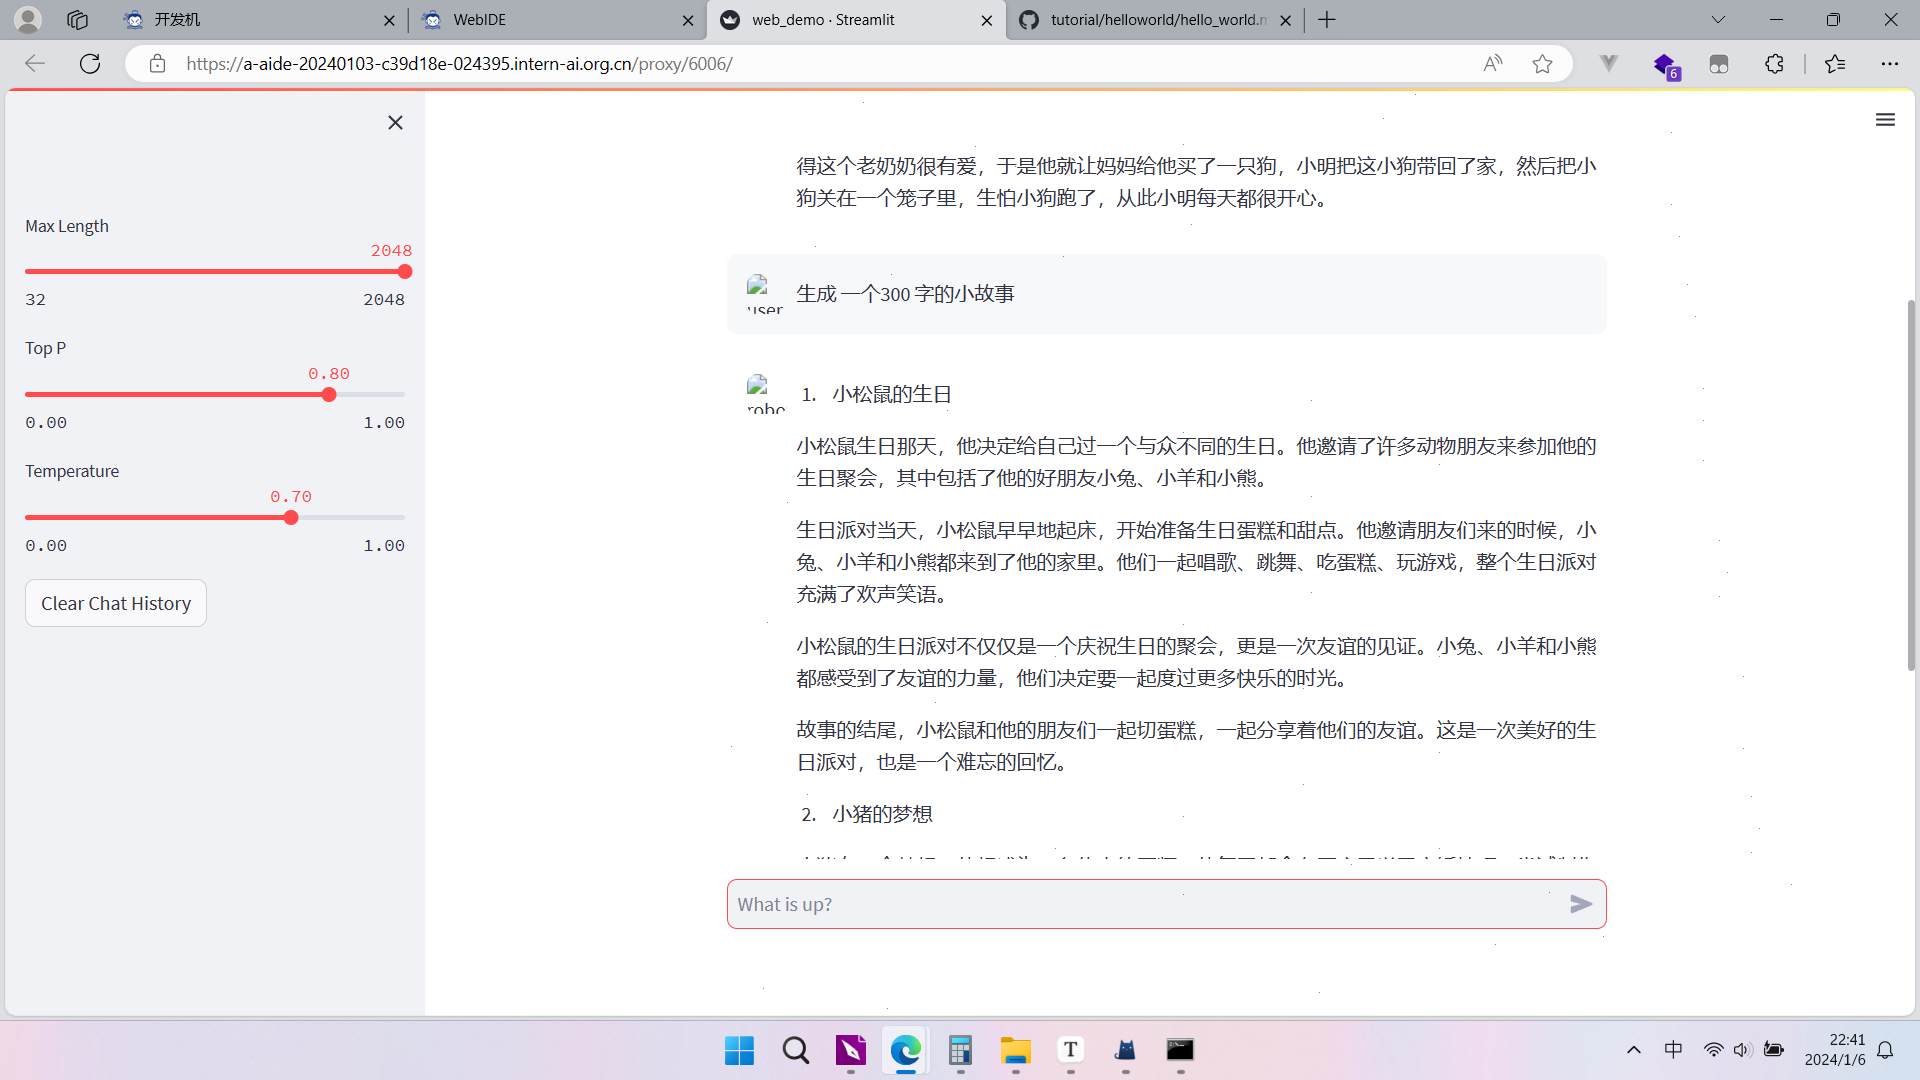 开发机
WebIDE
web_demo · Streamlit
tutorial/helloworld/hello_world.m
https://a-aide-20240103-c39d18e-024395.intern-ai.org.cn/proxy/6006/
6
Max Length
2048
32 2048
Top P
0.80
0.00 1.00
Temperature
0.70
0.00 1.00
Clear Chat History
得这个老奶奶很有爱，于是他就让妈妈给他买了一只狗，小明把这小狗带回了家，然后把小
狗关在一个笼子里，生怕小狗跑了，从此小明每天都很开心。
user
生成 一个300 字的小故事
robo
1. 小松鼠的生日
小松鼠生日那天，他决定给自己过一个与众不同的生日。他邀请了许多动物朋友来参加他的
生日聚会，其中包括了他的好朋友小兔、小羊和小熊。
生日派对当天，小松鼠早早地起床，开始准备生日蛋糕和甜点。他邀请朋友们来的时候，小
兔、小羊和小熊都来到了他的家里。他们一起唱歌、跳舞、吃蛋糕、玩游戏，整个生日派对
充满了欢声笑语。
小松鼠的生日派对不仅仅是一个庆祝生日的聚会，更是一次友谊的见证。小兔、小羊和小熊
都感受到了友谊的力量，他们决定要一起度过更多快乐的时光。
故事的结尾，小松鼠和他的朋友们一起切蛋糕，一起分享着他们的友谊。这是一次美好的生
日派对，也是一个难忘的回忆。
2. 小猪的梦想
What is up?
T
中
22:41
2024/1/6